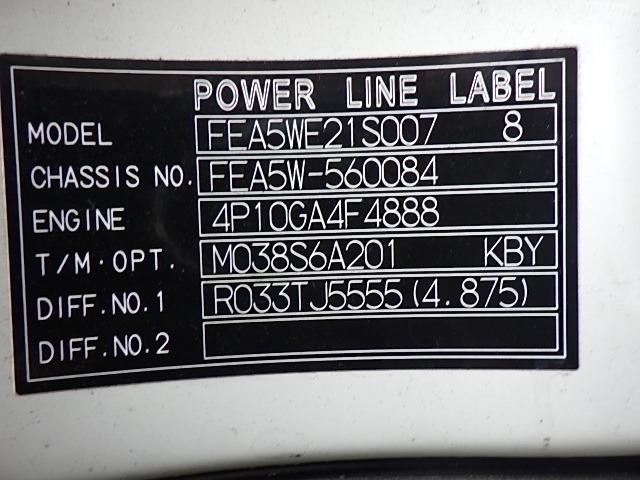 POWER LINE LABEL
MODEL FEA5WE21S007 8
CHASSIS NO. FEA5W-560084
ENGINE 4P10GA4F4888
T/M·OPT. M038S6A201 KBY
DIFF.NO.1 R033TJ5555(4.875)
DIFF.NO.2